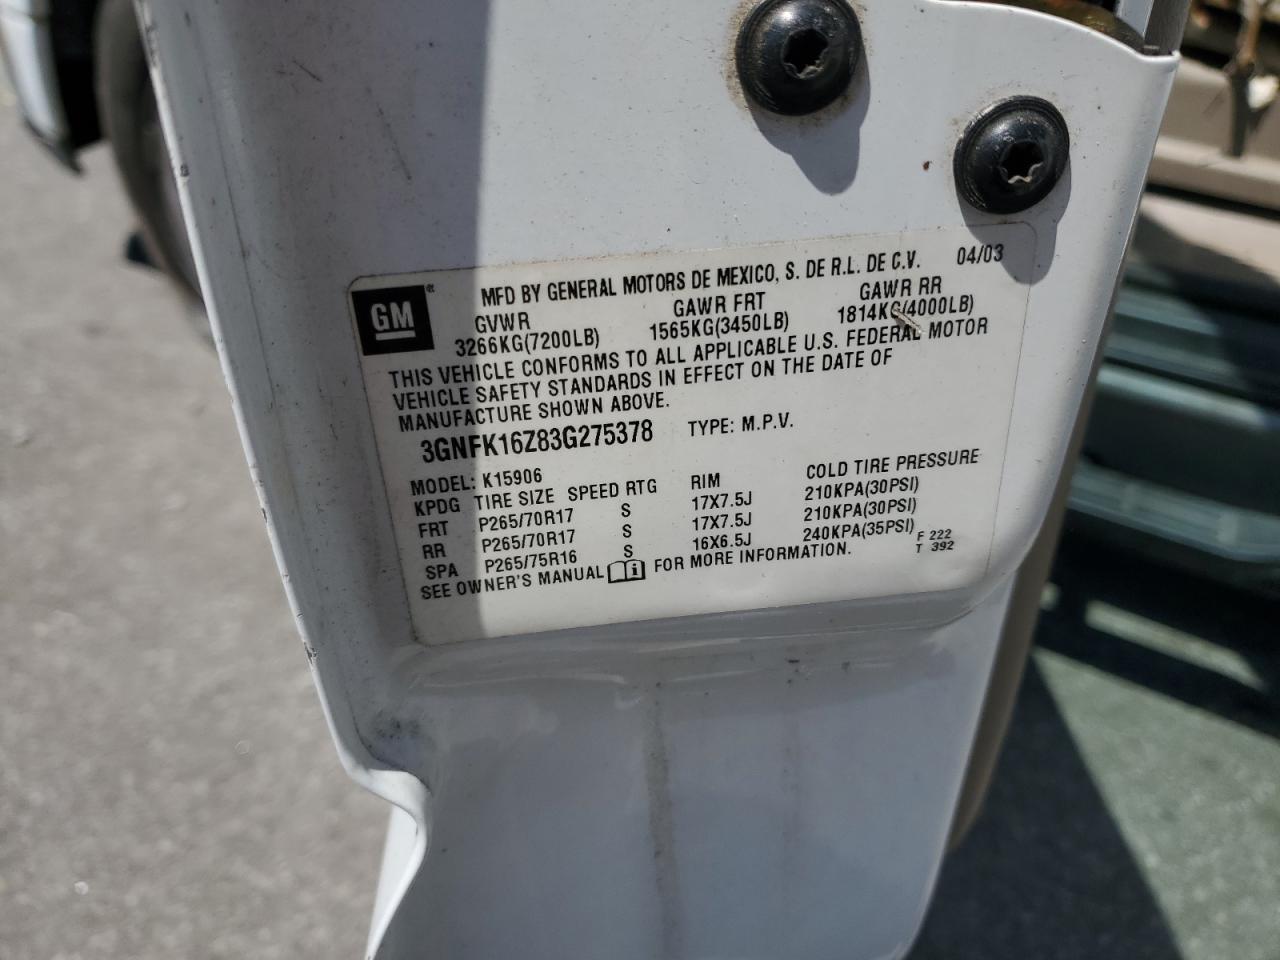 MFD BY GENERAL MOTORS DE MEXICO, S. DE R.L. DE C.V. 04/03
GM®
GVWR GAWR FRT GAWR RR
3266KG(7200LB) 1565KG(3450LB) 1814KG(4000LB)
THIS VEHICLE CONFORMS TO ALL APPLICABLE U.S. FEDERAL MOTOR
VEHICLE SAFETY STANDARDS IN EFFECT ON THE DATE OF
MANUFACTURE SHOWN ABOVE.
3GNFK16Z83G275378 TYPE: M.P.V.
MODEL: K15906
KPDG TIRE SIZE SPEED RTG RIM COLD TIRE PRESSURE
FRT P265/70R17 S 17X7.5J 210KPA(30PSI)
RR P265/70R17 S 17X7.5J 210KPA(30PSI)
SPA P265/75R16 S 16X6.5J 240KPA(35PSI)
SEE OWNER'S MANUAL i FOR MORE INFORMATION.
F 222
T 392